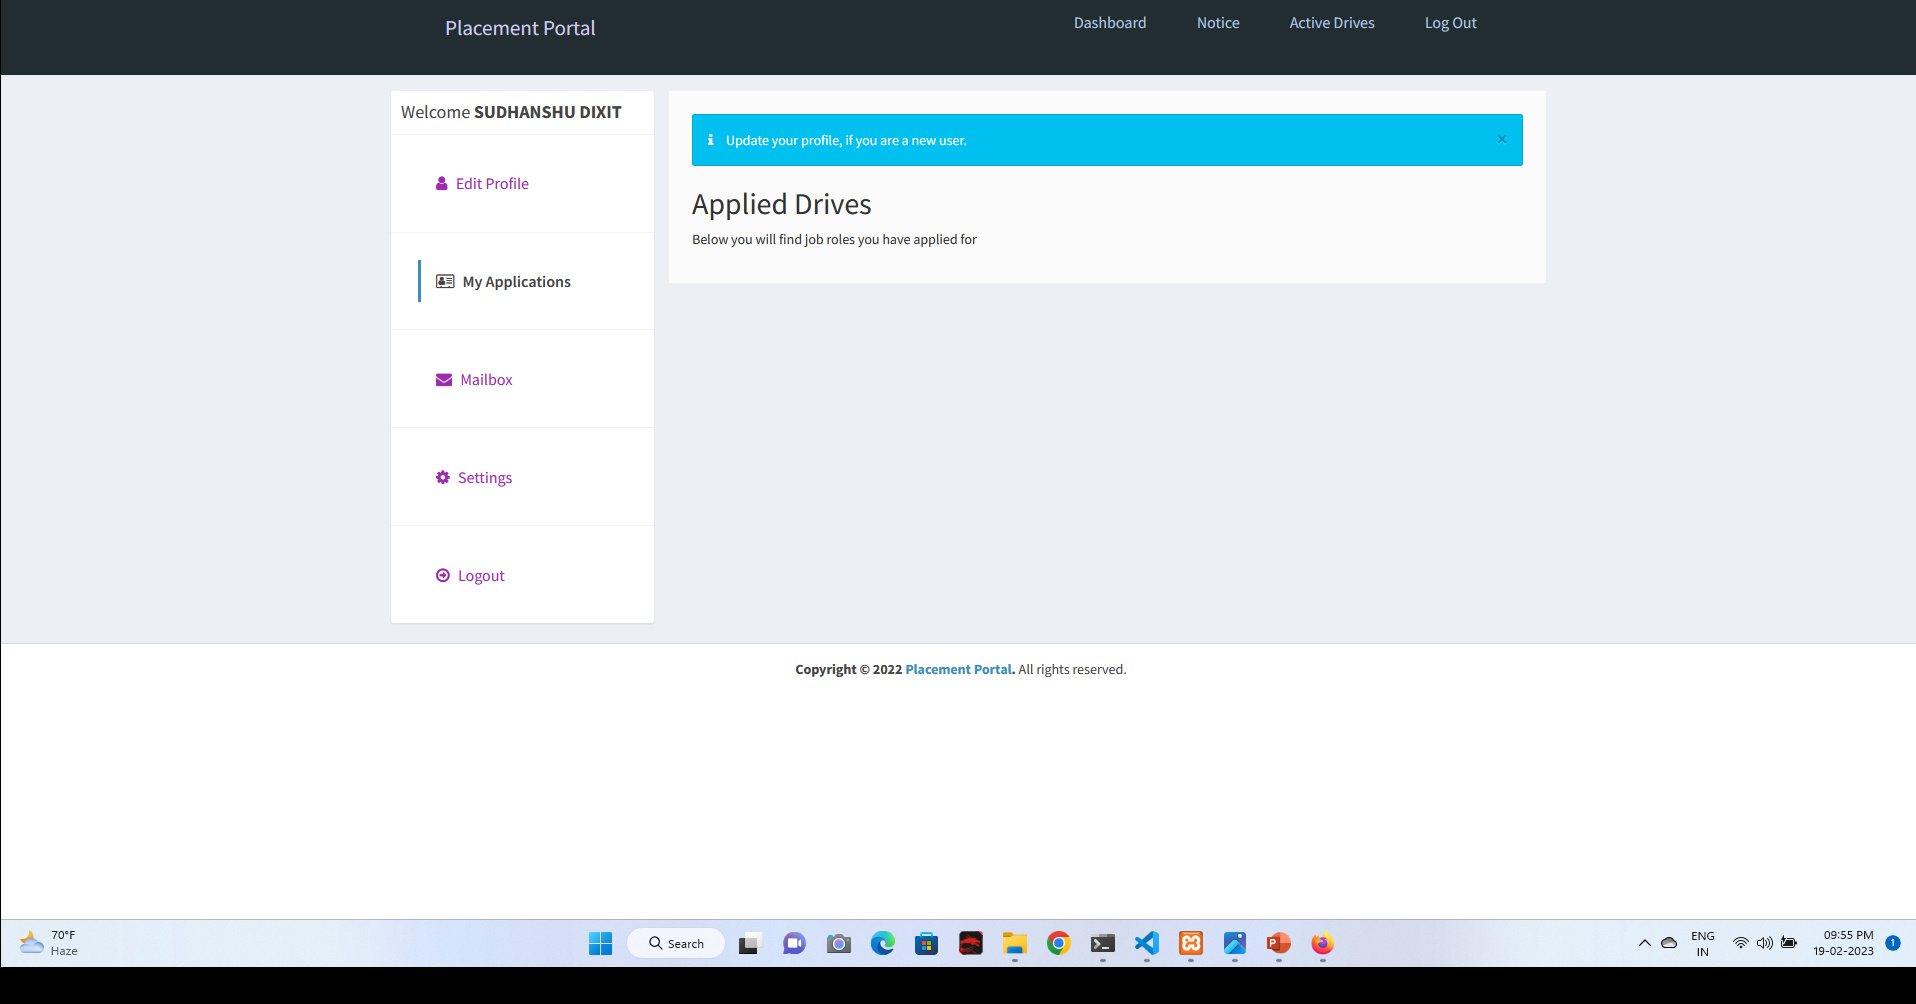 Placement Portal
Dashboard
Notice
Active Drives
Log Out
Welcome SUDHANSHU DIXIT
Edit Profile
My Applications
Mailbox
Settings
Logout
Update your profile, if you are a new user.
×
Applied Drives
Below you will find job roles you have applied for
Copyright © 2022 Placement Portal. All rights reserved.
70°F
Haze
Search
ENG
IN
09:55 PM
19-02-2023
1